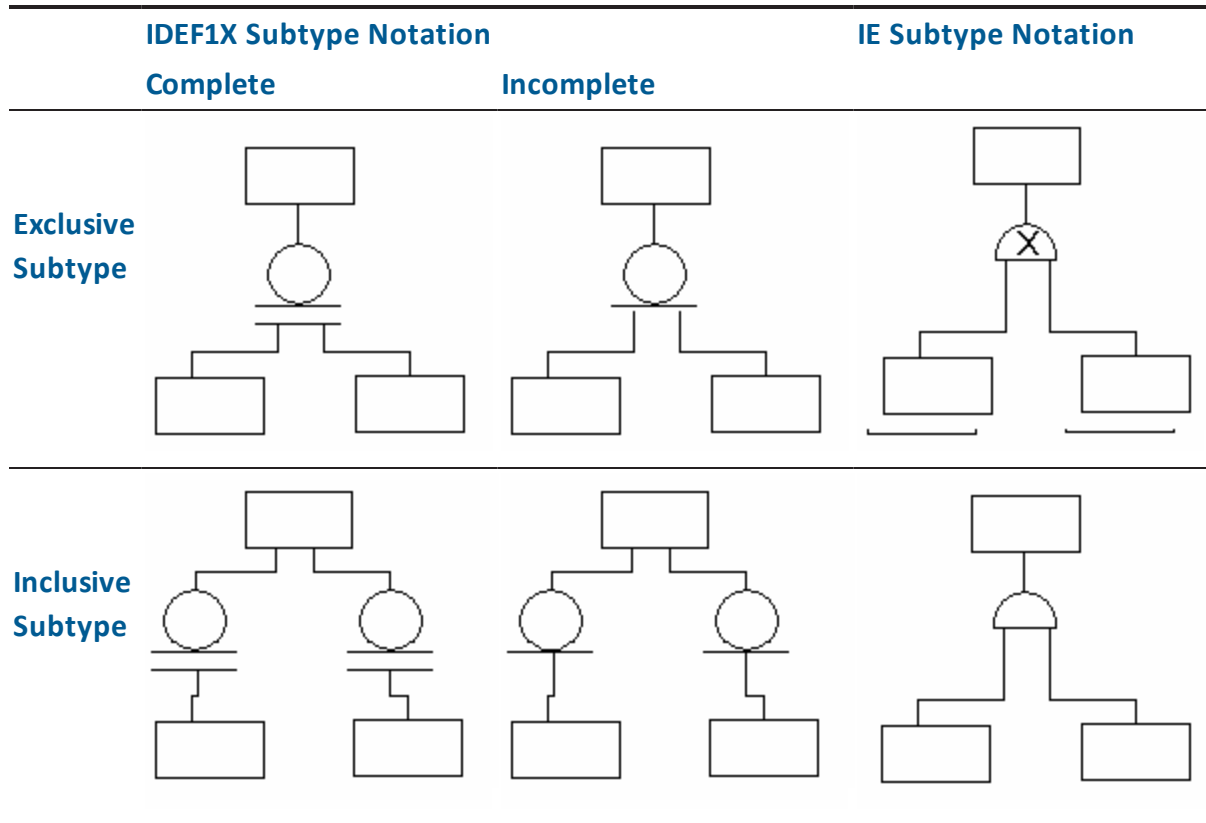 IDEF1X Subtype Notation
IE Subtype Notation
Complete
Incomplete
Exclusive
Subtype
X
Inclusive
Subtype